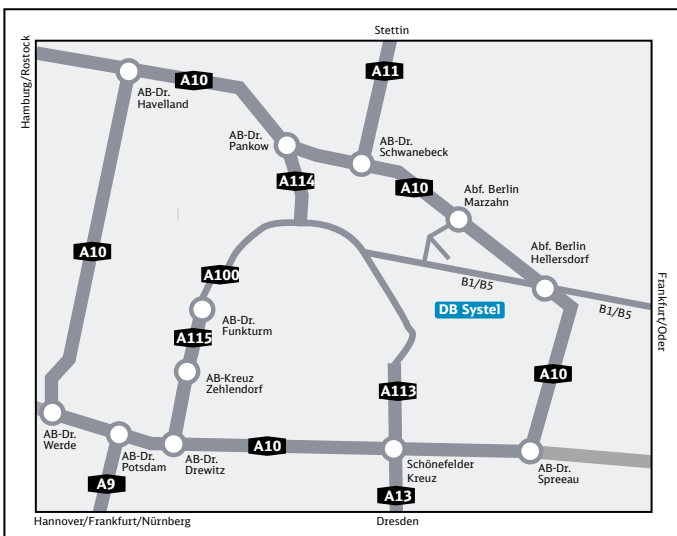 Stettin
Hamburg/Rostock
A11
A10
AB-Dr.
Havelland
AB-Dr.
Pankow
AB-Dr.
Schwanebeck
A114
A10
Abf. Berlin
Marzahn
A10
A100
Abf. Berlin
Hellersdorf
B1/B5
B1/B5
Frankfurt/Oder
DB Systel
AB-Dr.
Funkturm
A115
AB-Kreuz
Zehlendorf
A113
A10
AB-Dr.
Werde
AB-Dr.
Potsdam
AB-Dr.
Drewitz
A10
Schönefelder
Kreuz
AB-Dr.
Spreeau
A9
A13
Hannover/Frankfurt/Nürnberg
Dresden